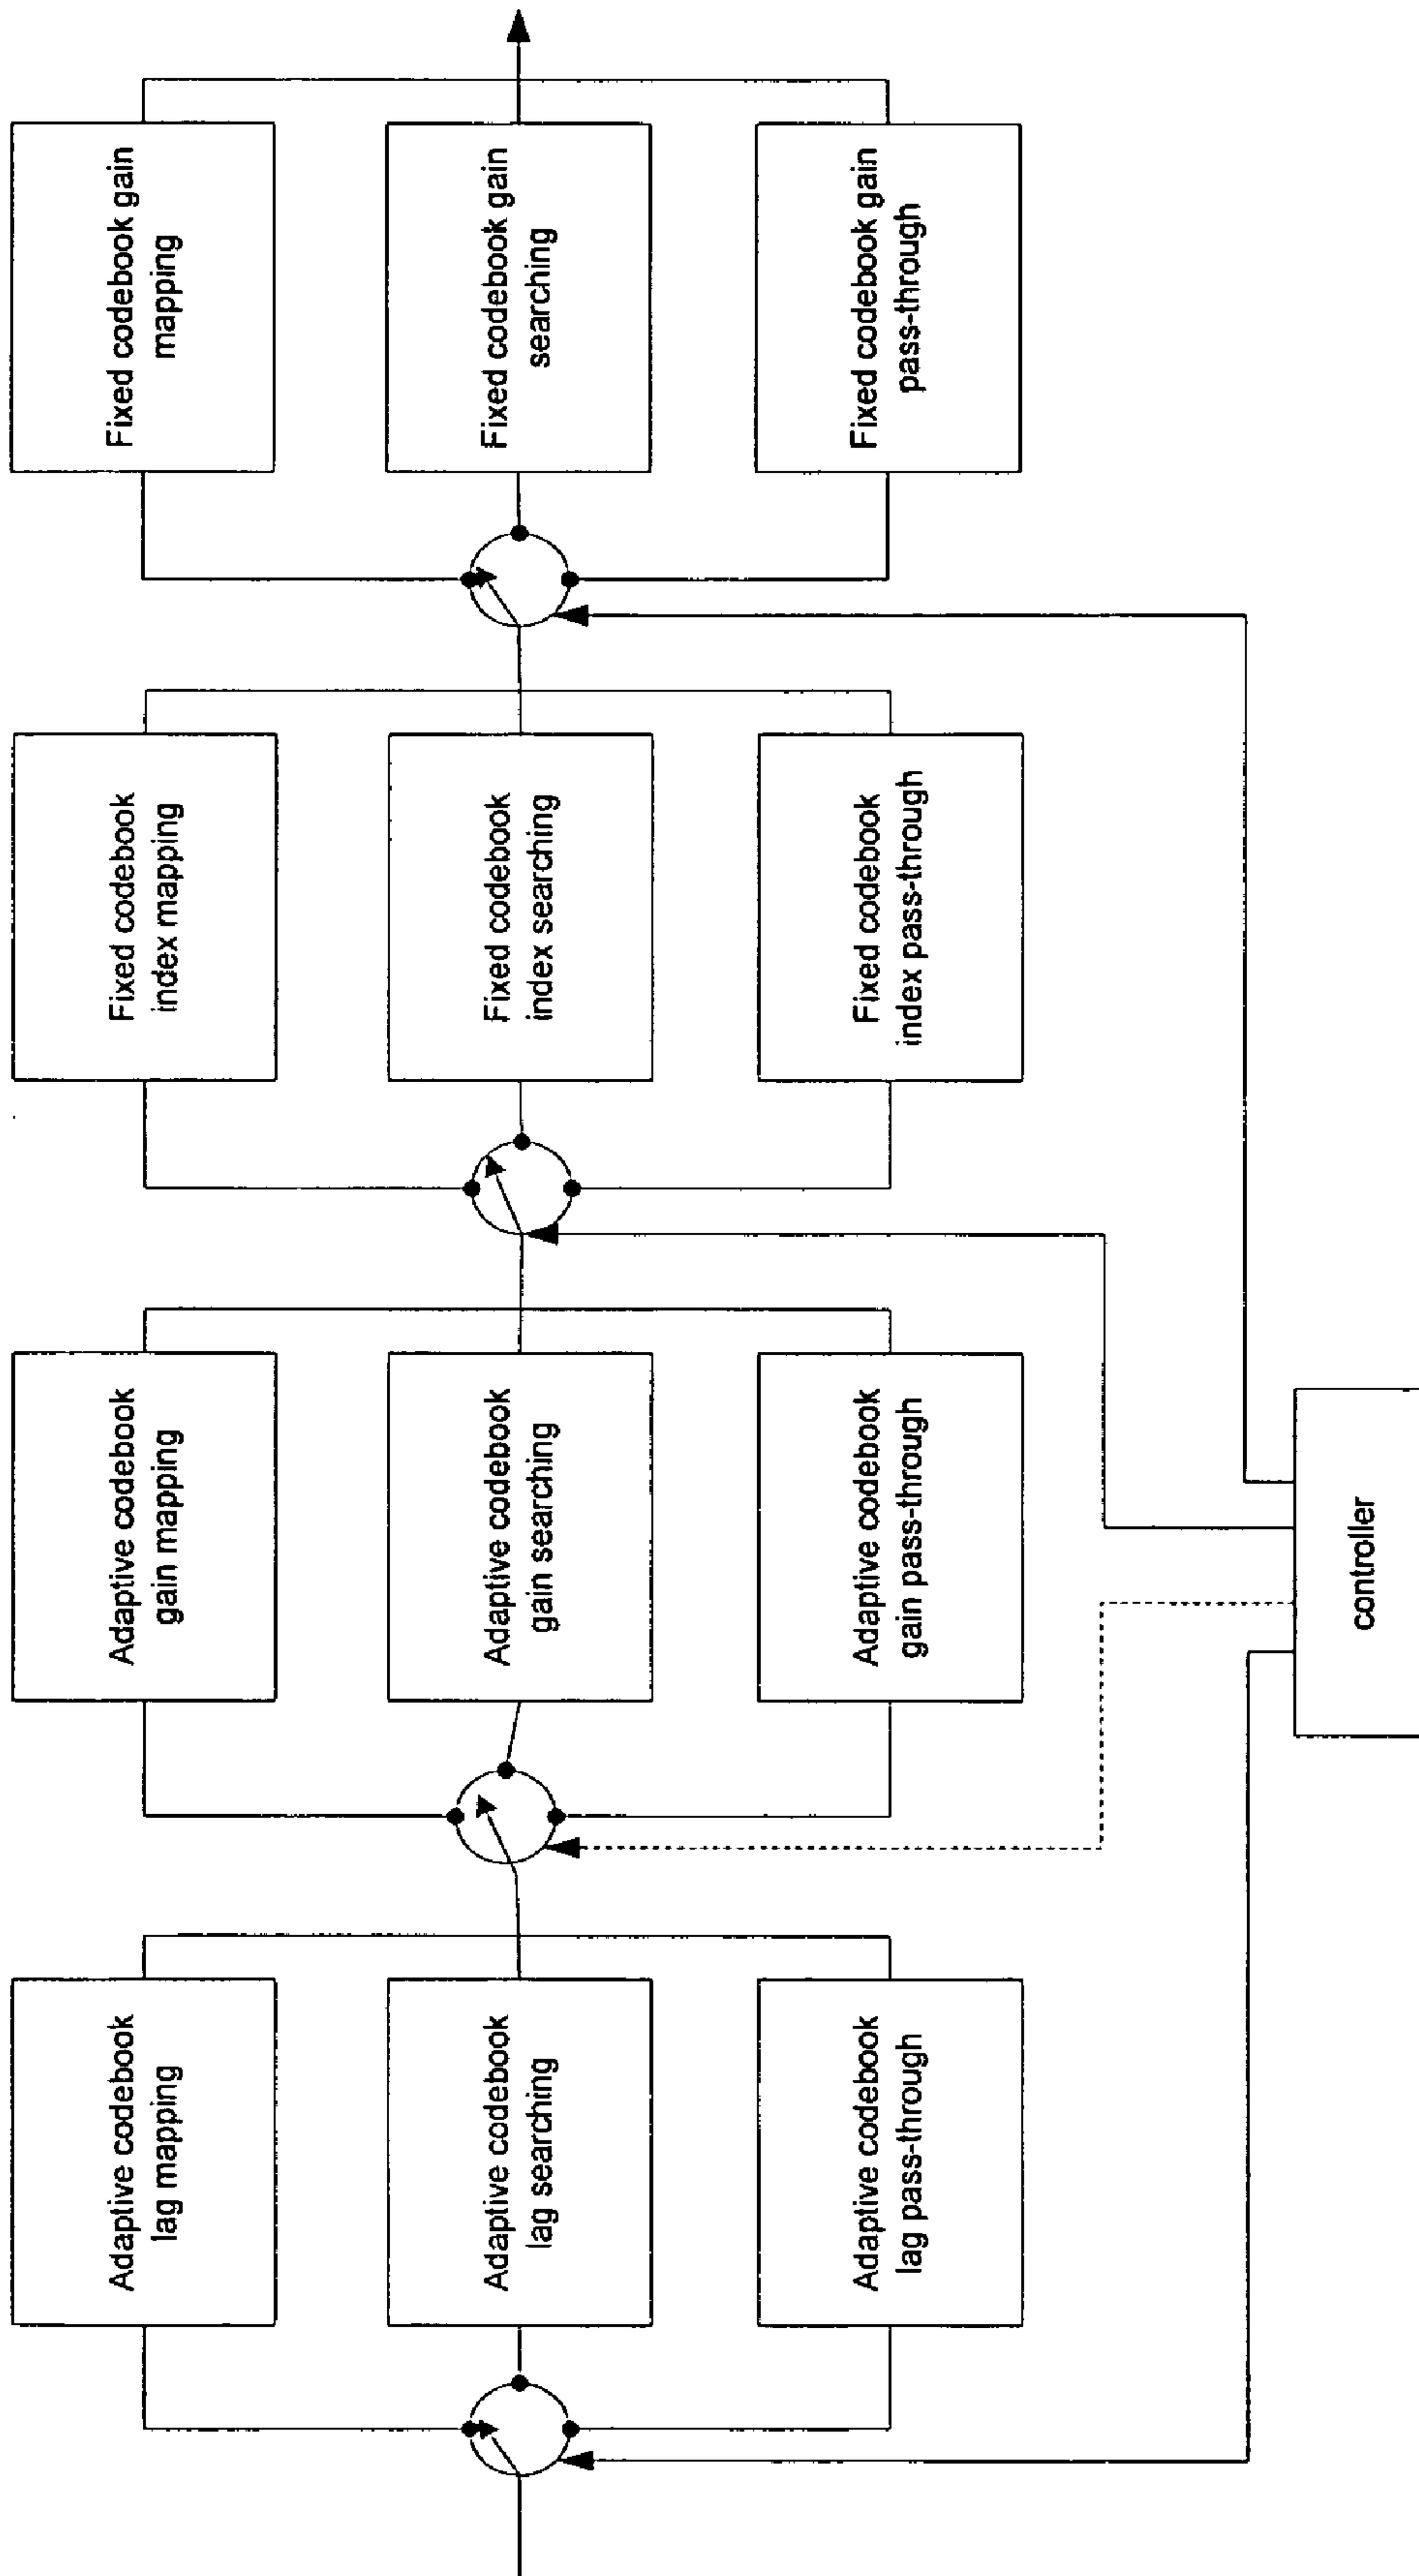 Adaptive codebook
lag mapping
Adaptive codebook
gain mapping
Fixed codebook
index mapping
Fixed codebook gain
mapping
Adaptive codebook
lag searching
Adaptive codebook
gain searching
Fixed codebook
index searching
Fixed codebook gain
searching
Adaptive codebook
lag pass-through
Adaptive codebook
gain pass-through
Fixed codebook
index pass-through
Fixed codebook gain
pass-through
controller